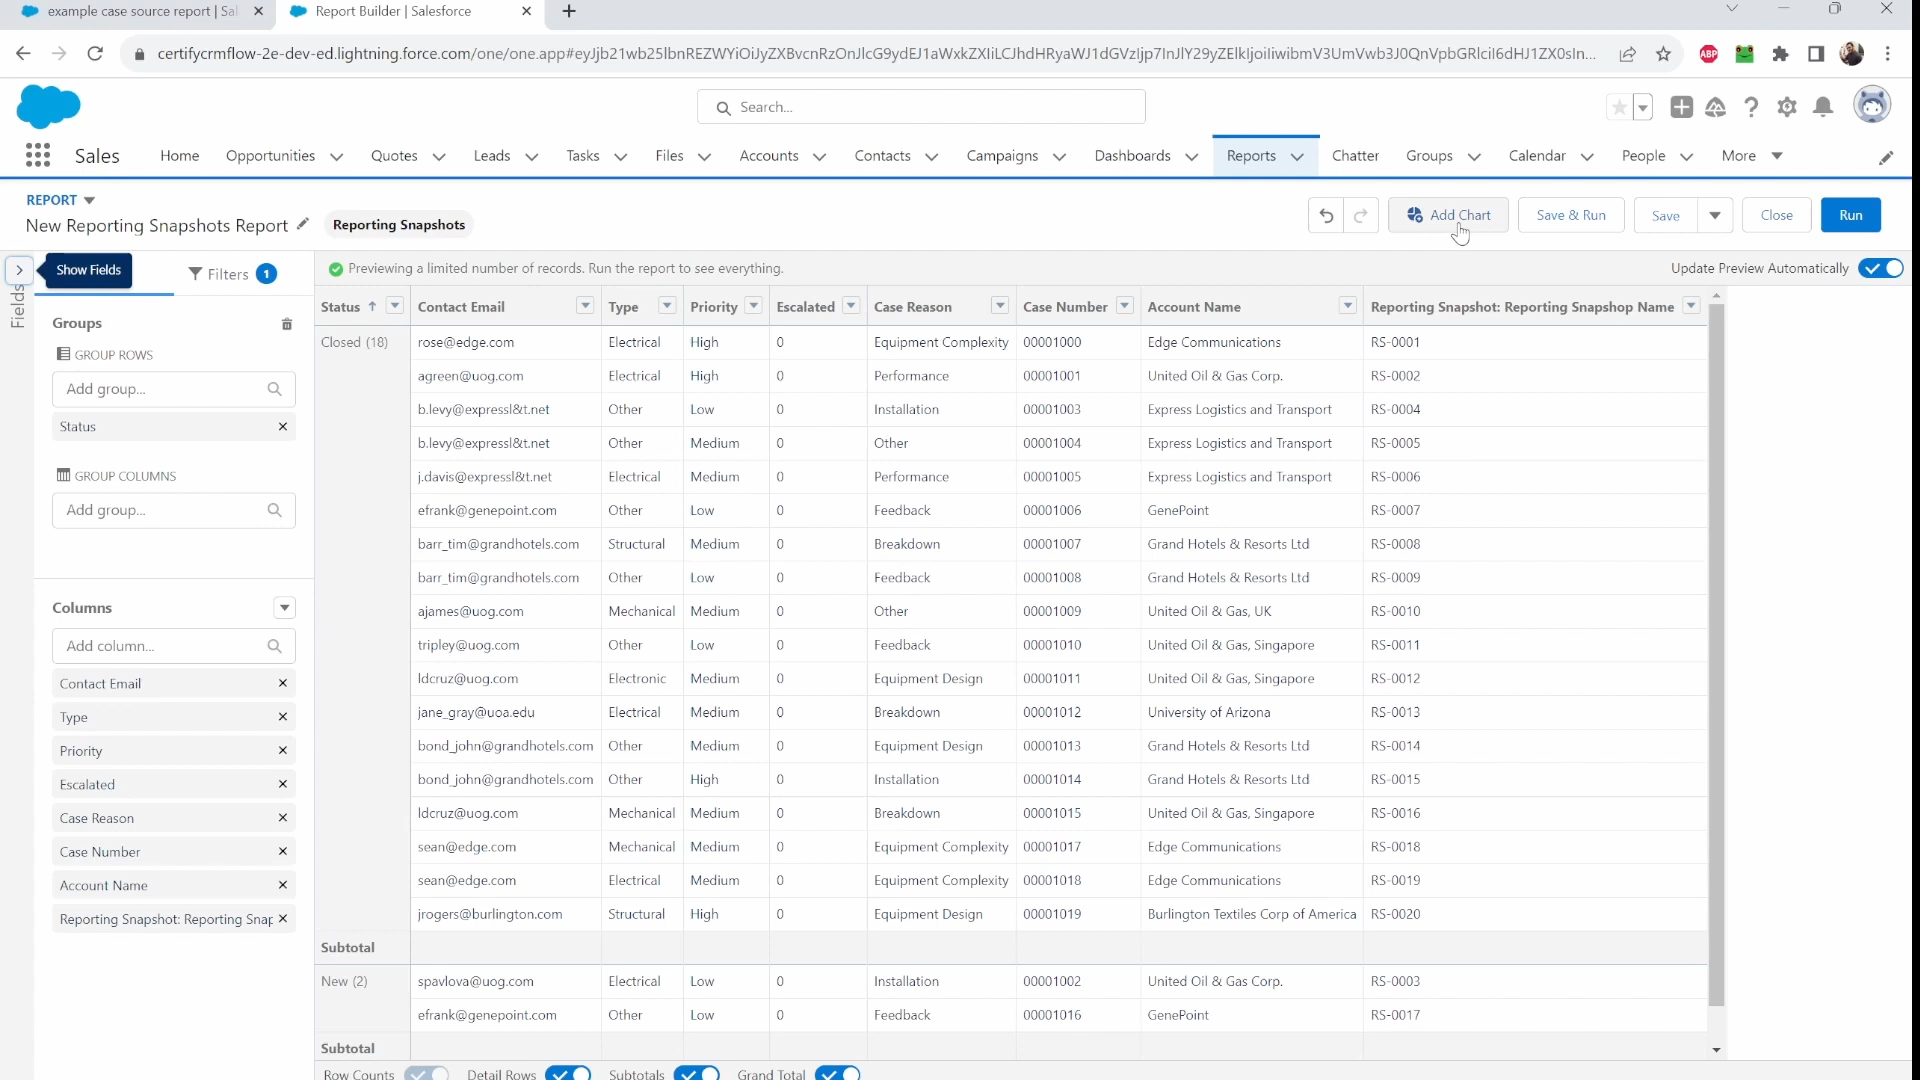 example case source report | Sal
Report Builder | Salesforce
certifycrmflow-2e-dev-ed.lightning.force.com/one/one.app#
ABP
Search...
Sales
Home
Opportunities
Quotes
Leads
Tasks
Files
Accounts
Contacts
Campaigns
Dashboards
Reports
Chatter
Groups
Calendar
People
More
REPORT
New Reporting Snapshots Report
Reporting Snapshots
Add Chart
Save & Run
Save
Close
Run
Fields
Show Fields
Filters 1
Previewing a limited number of records. Run the report to see everything.
Update Preview Automatically
Groups
GROUP ROWS
Add group...
Status
GROUP COLUMNS
Add group...
Columns
Add column...
Contact Email
Type
Priority
Escalated
Case Reason
Case Number
Account Name
Reporting Snapshot: Reporting Snap
Status Contact Email Type Priority Escalated Case Reason Case Number Account Name Reporting Snapshot: Reporting Snapshop Name
Closed (18) rose@edge.com Electrical High 0 Equipment Complexity 00001000 Edge Communications RS-0001
agreen@uog.com Electrical High 0 Performance 00001001 United Oil & Gas Corp. RS-0002
b.levy@expressl&t.net Other Low 0 Installation 00001003 Express Logistics and Transport RS-0004
b.levy@expressl&t.net Other Medium 0 Other 00001004 Express Logistics and Transport RS-0005
j.davis@expressl&t.net Electrical Medium 0 Performance 00001005 Express Logistics and Transport RS-0006
efrank@genepoint.com Other Low 0 Feedback 00001006 GenePoint RS-0007
barr_tim@grandhotels.com Structural Medium 0 Breakdown 00001007 Grand Hotels & Resorts Ltd RS-0008
barr_tim@grandhotels.com Other Low 0 Feedback 00001008 Grand Hotels & Resorts Ltd RS-0009
ajames@uog.com Mechanical Medium 0 Other 00001009 United Oil & Gas, UK RS-0010
tripley@uog.com Other Low 0 Feedback 00001010 United Oil & Gas, Singapore RS-0011
ldcruz@uog.com Electronic Medium 0 Equipment Design 00001011 United Oil & Gas, Singapore RS-0012
jane_gray@uoa.edu Electrical Medium 0 Breakdown 00001012 University of Arizona RS-0013
bond_john@grandhotels.com Other Medium 0 Equipment Design 00001013 Grand Hotels & Resorts Ltd RS-0014
bond_john@grandhotels.com Other High 0 Installation 00001014 Grand Hotels & Resorts Ltd RS-0015
ldcruz@uog.com Mechanical Medium 0 Breakdown 00001015 United Oil & Gas, Singapore RS-0016
sean@edge.com Mechanical Medium 0 Equipment Complexity 00001017 Edge Communications RS-0018
sean@edge.com Electrical Medium 0 Equipment Complexity 00001018 Edge Communications RS-0019
jrogers@burlington.com Structural High 0 Equipment Design 00001019 Burlington Textiles Corp of America RS-0020
Subtotal
New (2) spavlova@uog.com Electrical Low 0 Installation 00001002 United Oil & Gas Corp. RS-0003
efrank@genepoint.com Other Low 0 Feedback 00001016 GenePoint RS-0017
Subtotal
Row Counts Detail Rows Subtotals Grand Total